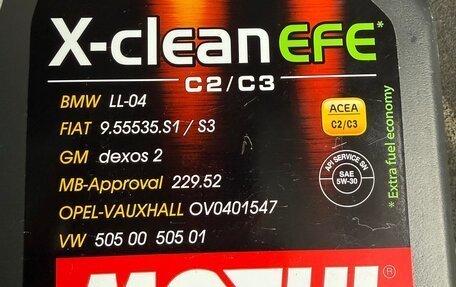 X-clean EFE*
C2/C3
BMW LL-04
FIAT 9.55535.S1 / S3
GM dexos 2
MB-Approval 229.52
OPEL-VAUXHALL OV0401547
VW 505 00 505 01
ACEA
C2/C3
API SERVICE SN
SAE
5W-30
* Extra fuel economy
MOTUL ®